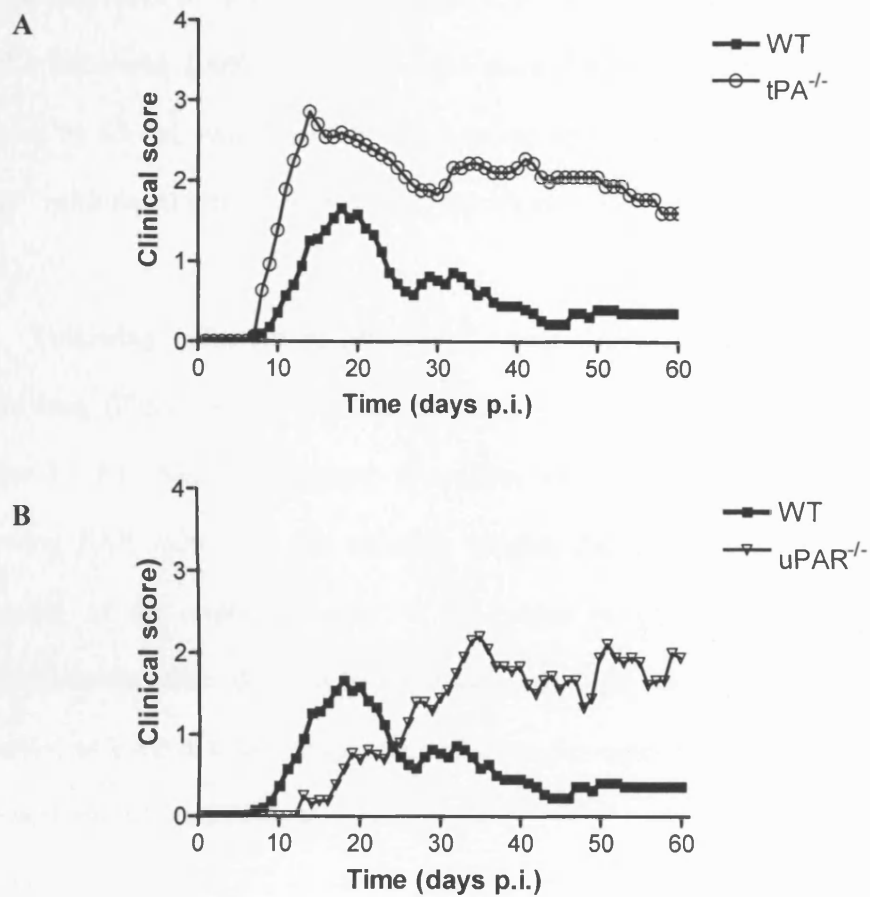 A
4
3
2
1
0
Clinical score
0 10 20 30 40 50 60
Time (days p.i.)
WT
tPA-/-
B
4
3
2
1
0
Clinical score)
0 10 20 30 40 50 60
Time (days p.i.)
WT
uPAR-/-